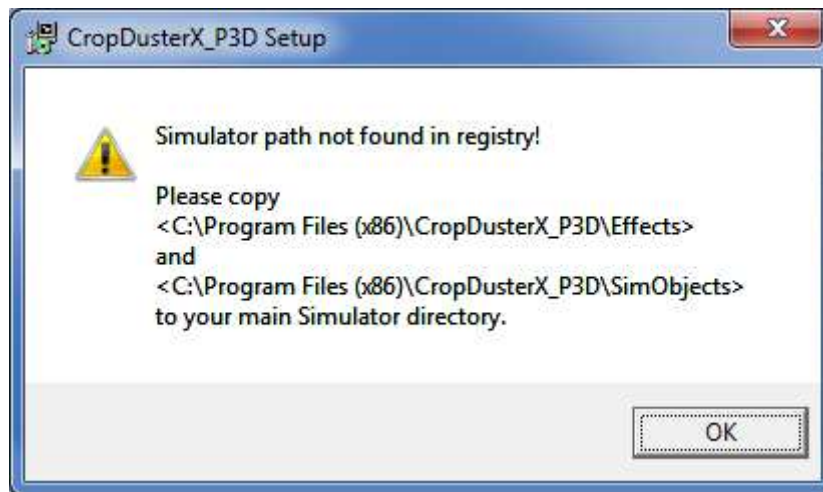 CropDusterX_P3D Setup
Simulator path not found in registry!
Please copy
<C:\Program Files (x86)\CropDusterX_P3D\Effects>
and
<C:\Program Files (x86)\CropDusterX_P3D\SimObjects>
to your main Simulator directory.
OK